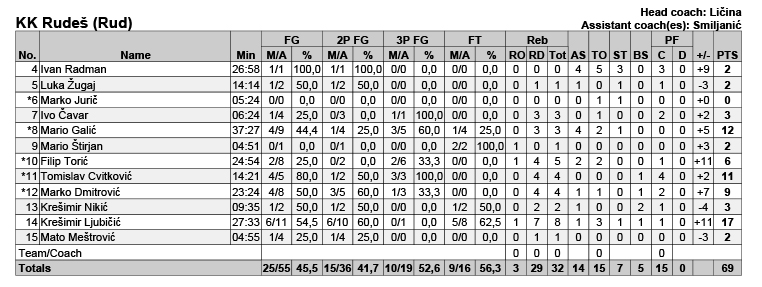 KK Rudeš (Rud)
Head coach: Ličina
Assistant coach(es): Smiljanić
FG 2P FG 3P FG FT Reb PF
No. Name Min M/A % M/A % M/A % M/A % RO RD Tot AS TO ST BS C D +/- PTS
4 Ivan Radman 26:58 1/1 100,0 1/1 100,0 0/0 0,0 0/0 0,0 0 0 0 4 5 3 0 3 0 +9 2
5 Luka Žugaj 14:14 1/2 50,0 1/2 50,0 0/0 0,0 0/0 0,0 0 1 1 0 1 1 0 1 0 -3 2
*6 Marko Jurič 05:24 0/0 0,0 0/0 0,0 0/0 0,0 0/0 0,0 0 0 0 0 1 1 0 0 0 +0 0
7 Ivo Čavar 06:24 1/4 25,0 0/3 0,0 1/1 100,0 0/0 0,0 0 3 3 0 1 0 0 2 0 +2 3
*8 Mario Galić 37:27 4/9 44,4 1/4 25,0 3/5 60,0 1/4 25,0 0 3 3 4 2 1 0 0 0 +5 12
9 Mario Štirjan 04:51 0/1 0,0 0/1 0,0 0/0 0,0 2/2 100,0 1 0 1 0 0 0 0 0 0 +3 2
*10 Filip Torić 24:54 2/8 25,0 0/2 0,0 2/6 33,3 0/0 0,0 1 4 5 2 2 0 0 1 0 +11 6
*11 Tomislav Cvitković 14:21 4/5 80,0 1/2 50,0 3/3 100,0 0/0 0,0 0 4 4 0 0 0 1 4 0 +2 11
*12 Marko Dmitrović 23:24 4/8 50,0 3/5 60,0 1/3 33,3 0/0 0,0 0 4 4 1 1 0 1 2 0 +7 9
13 Krešimir Nikić 09:35 1/2 50,0 1/2 50,0 0/0 0,0 1/2 50,0 0 2 2 1 0 0 2 1 0 -4 3
14 Krešimir Ljubičić 27:33 6/11 54,5 6/10 60,0 0/1 0,0 5/8 62,5 1 7 8 1 3 1 1 1 0 +11 17
15 Mato Meštrović 04:55 1/4 25,0 1/4 25,0 0/0 0,0 0/0 0,0 0 1 1 0 0 0 0 0 0 -3 2
Team/Coach 0 0 0 0 0
Totals 25/55 45,5 15/36 41,7 10/19 52,6 9/16 56,3 3 29 32 14 15 7 5 15 0 69